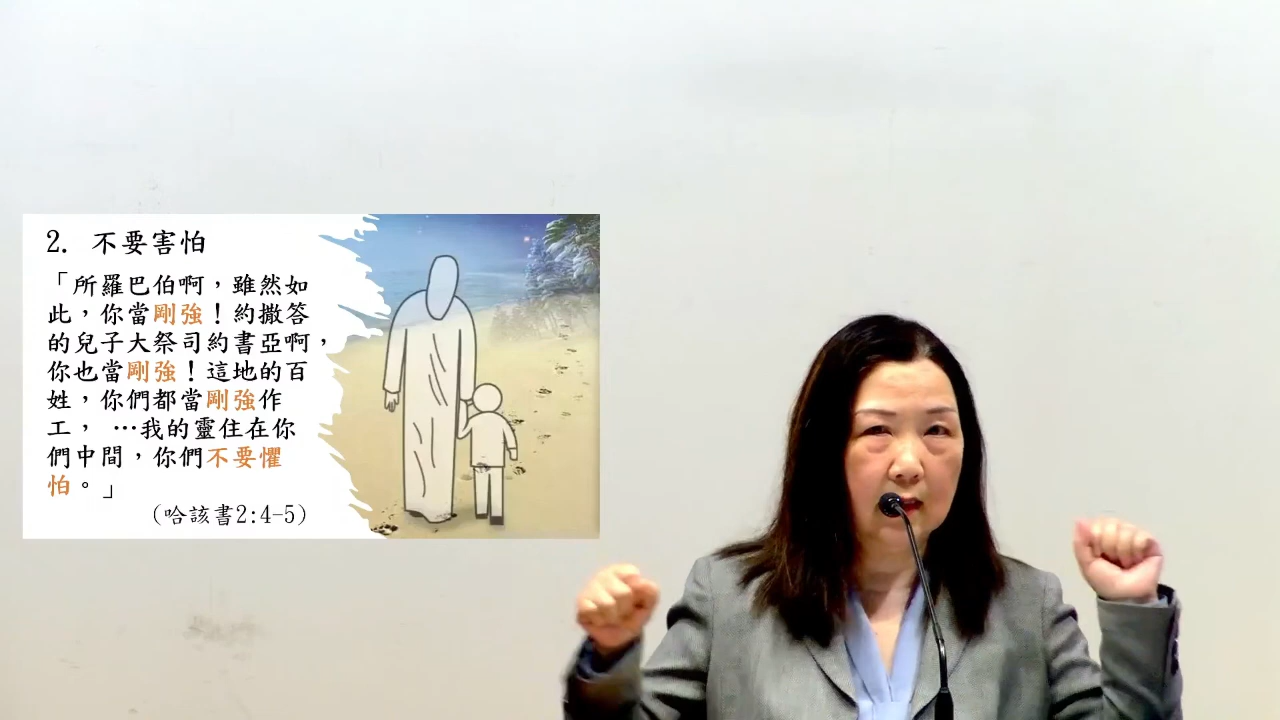 2. 不要害怕
「所羅巴伯啊，雖然如
此，你當剛強！約撒答
的兒子大祭司約書亞啊，
你也當剛強！這地的百
姓，你們都當剛強作
工， …我的靈住在你
們中間，你們不要懼
怕。」
(哈該書2:4-5)